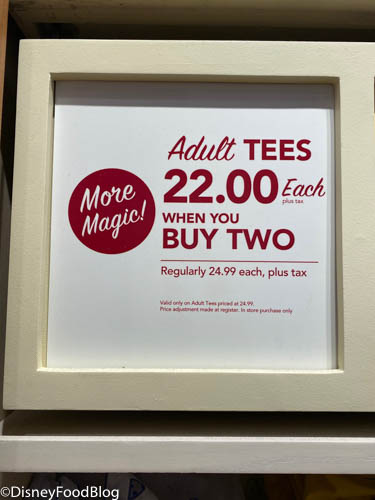 More
Magic!
Adult TEES
22.00 Each
plus tax
WHEN YOU
BUY TWO
Regularly 24.99 each, plus tax
Valid only on Adult Tees priced at 24.99.
Price adjustment made at register. In store purchase only
©DisneyFoodBlog